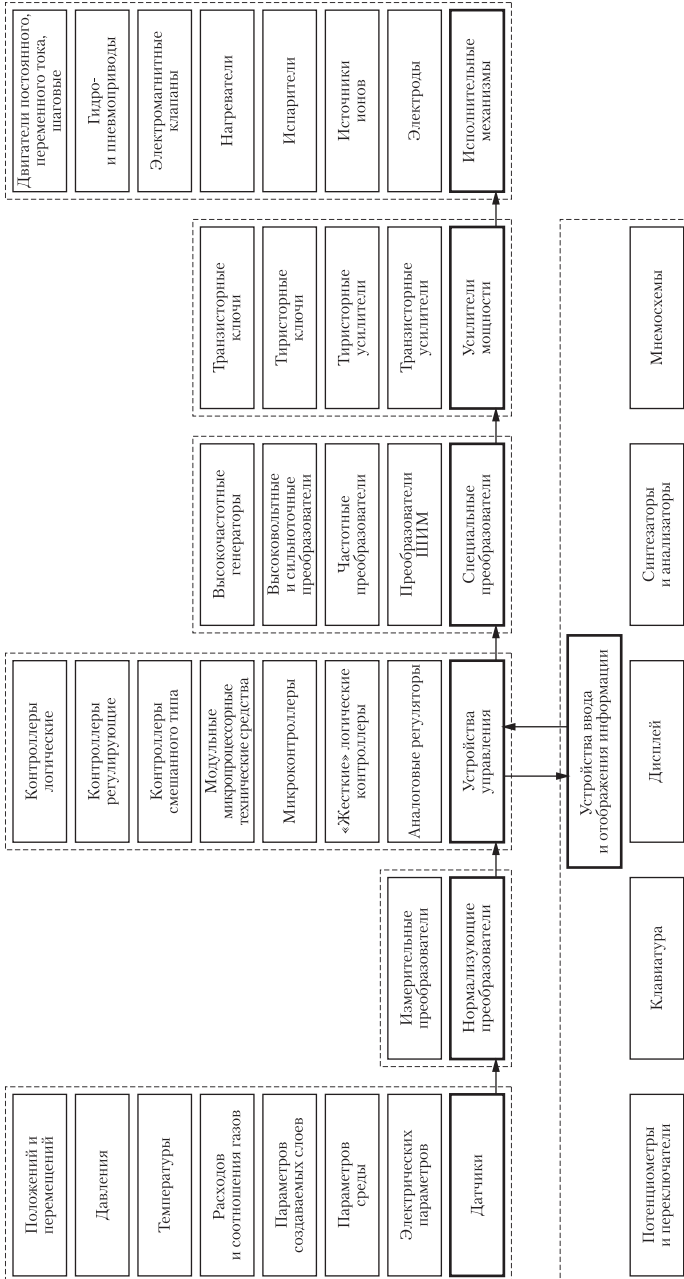 Положений и
перемещений
Давления
Температуры
Расходов
и соотношения газов
Параметров
создаваемых слоев
Параметров
среды
Электрических
параметров
Датчики
Измерительные
преобразователи
Нормализующие
преобразователи
Контроллеры
логические
Контроллеры
регулирующие
Контроллеры
смешанного типа
Модульные
микропроцессорные
технические средства
Микроконтроллеры
«Жесткие» логические
контроллеры
Аналоговые регуляторы
Устройства
управления
Высокочастотные
генераторы
Высоковольтные
и сильноточные
преобразователи
Частотные
преобразователи
Преобразователи
ШИМ
Специальные
преобразователи
Транзисторные
ключи
Тиристорные
ключи
Тиристорные
усилители
Транзисторные
усилители
Усилители
мощности
Двигатели постоянного,
переменного тока,
шаговые
Гидро-
и пневмоприводы
Электромагнитные
клапаны
Нагреватели
Испарители
Источники
ионов
Электроды
Исполнительные
механизмы
Устройства ввода
и отображения информации
Потенциометры
и переключатели
Клавиатура
Дисплей
Синтезаторы
и анализаторы
Мнемосхемы